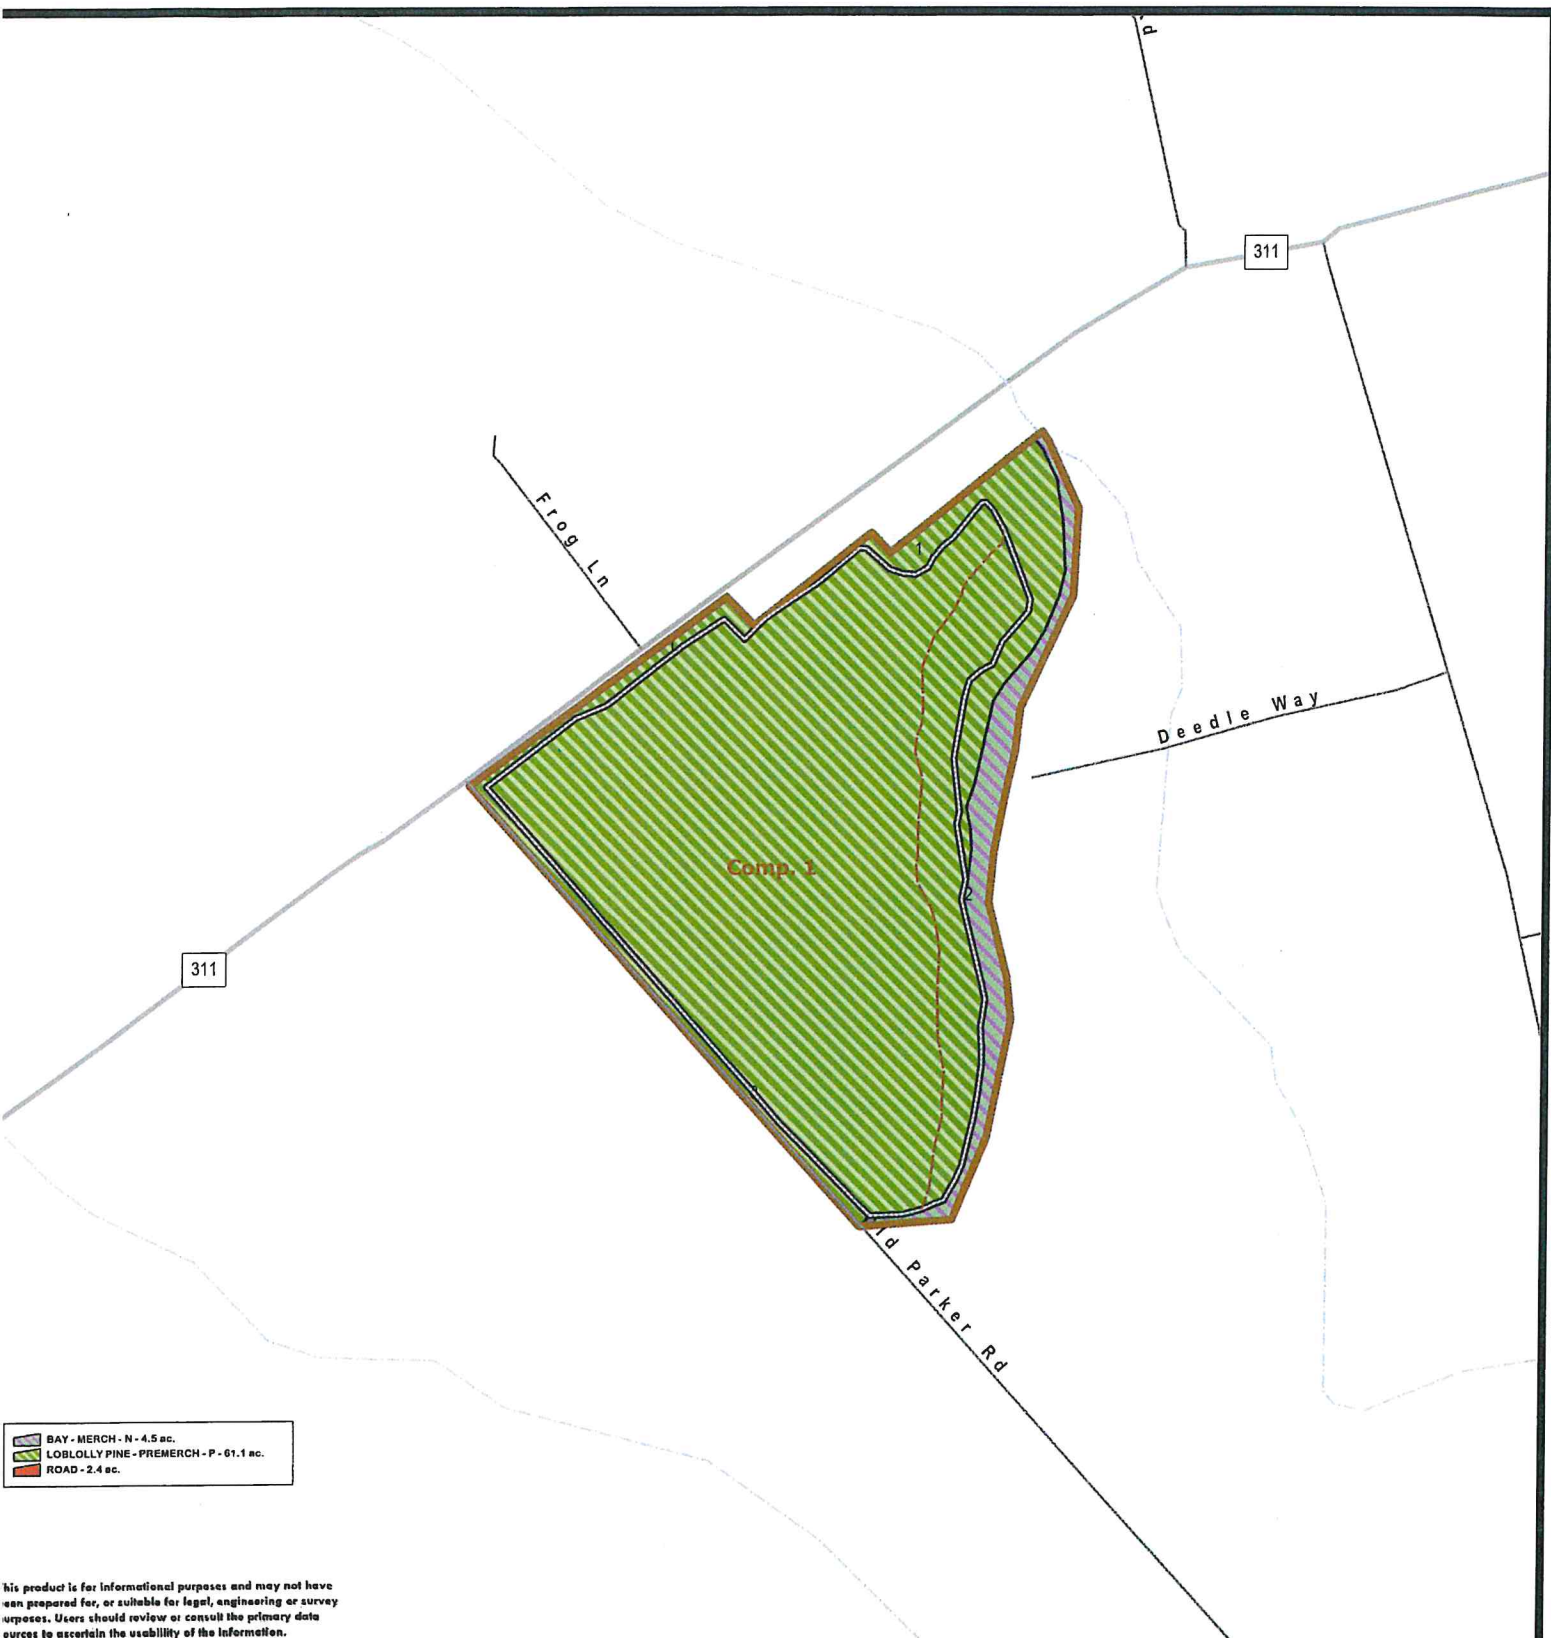 311
Frog Ln
1
Deedle Way
Comp. 1
2
311
ld Parker Rd
BAY - MERCH - N - 4.5 ac.
LOBLOLLY PINE - PREMERCH - P - 61.1 ac.
ROAD - 2.4 ac.
his product is for informational purposes and may not have
een prepared for, or suitable for legal, engineering or survey
urposes. Users should review or consult the primary data
ources to ascertain the usability of the information.